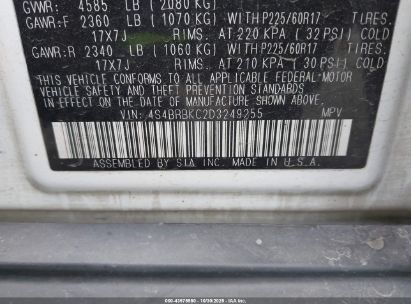 GVWR: 4585 LB (2080 KG)
GAWR:F 2360 LB (1070 KG) WITH P225/60R17 TIRES.
17X7J RIMS, AT 220 KPA (32 PSI) COLD
GAWR:R 2340 LB (1060 KG) WITH P225/60R17 TIRES.
17X7J RIMS, AT 210 KPA (30 PSI) COLD
THIS VEHICLE CONFORMS TO ALL APPLICABLE FEDERAL MOTOR
VEHICLE SAFETY AND THEFT PREVENTION STANDARDS
IN EFFECT ON THE DATE OF MANUFACTURE SHOWN ABOVE.
VIN: 4S4BRBKC2D3249255 MPV
ASSEMBLED BY SIA INC. MADE IN U.S.A.